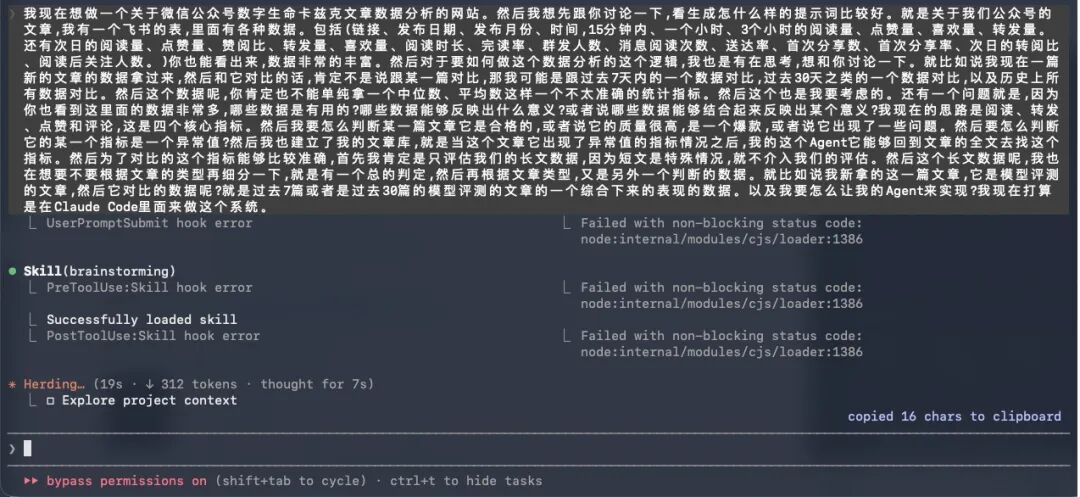 ❯ 我现在想做一个关于微信公众号数字生命卡兹克文章数据分析的网站。然后我想先跟你讨论一下,看生成怎么样的提示词比较好。就是关于我们公众号的
文章,我有一个飞书的表,里面有各种数据。包括(链接、发布日期、发布月份、时间,15分钟内、一个小时、3个小时的阅读量、点赞量、喜欢量、转发量。
还有次日的阅读量、点赞量、赞阅比、转发量、喜欢量、阅读时长、完读率、群发人数、消息阅读次数、送达率、首次分享数、首次分享率、次日的转阅比
、阅读后关注人数。)你也能看出来,数据非常的丰富。然后对于要如何做这个数据分析的这个逻辑,我也是有在思考,想和你讨论一下。就比如说我现在一篇
新的文章的数据拿过来,然后和它对比的话,肯定不是说跟某一篇对比,那我可能是跟过去7天内的一个数据对比,过去30天之类的一个数据对比,以及历史上所
有数据对比。然后这个数据呢,你肯定也不能单纯拿一个中位数、平均数这样一个不太准确的统计指标。然后这个也是我要考虑的。还有一个问题就是,因为
你也看到这里面的数据非常多,哪些数据是有用的?哪些数据能够反映出什么意义?或者说哪些数据能够结合起来反映出某个意义?我现在的思路是阅读、转发
、点赞和评论,这是四个核心指标。然后我要怎么判断某一篇文章它是合格的,或者说它的质量很高,是一个爆款,或者说它出现了一些问题。然后要怎么判断
它的某一个指标是一个异常值?然后我也建立了我的文章库,就是当这个文章它出现了异常值的指标情况之后,我的这个Agent它能够回到文章的全文去找这个
指标。然后为了对比的这个指标能够比较准确,首先我肯定是只评估我们的长文数据,因为短文是特殊情况,就不介入我们的评估。然后这个长文数据呢,我也
在想要不要根据文章的类型再细分一下,就是有一个总的判定,然后再根据文章类型,又是另外一个判断的数据。就比如说我新拿的这一篇文章,它是模型评测
的文章,然后它对比的数据呢?就是过去7篇或者是过去30篇的模型评测的文章的一个综合下来的表现的数据。以及我要怎么让我的Agent来实现?我现在打算
是在Claude Code里面来做这个系统。
⎿ UserPromptSubmit hook error ⎿ Failed with non-blocking status code:
node:internal/modules/cjs/loader:1386
● Skill(brainstorming)
⎿ PreToolUse:Skill hook error ⎿ Failed with non-blocking status code:
node:internal/modules/cjs/loader:1386
⎿ Successfully loaded skill
⎿ PostToolUse:Skill hook error ⎿ Failed with non-blocking status code:
node:internal/modules/cjs/loader:1386
✶ Herding… (19s · ↓ 312 tokens · thought for 7s)
⎿ □ Explore project context
copied 16 chars to clipboard
❯
⏵⏵ bypass permissions on (shift+tab to cycle) · ctrl+t to hide tasks